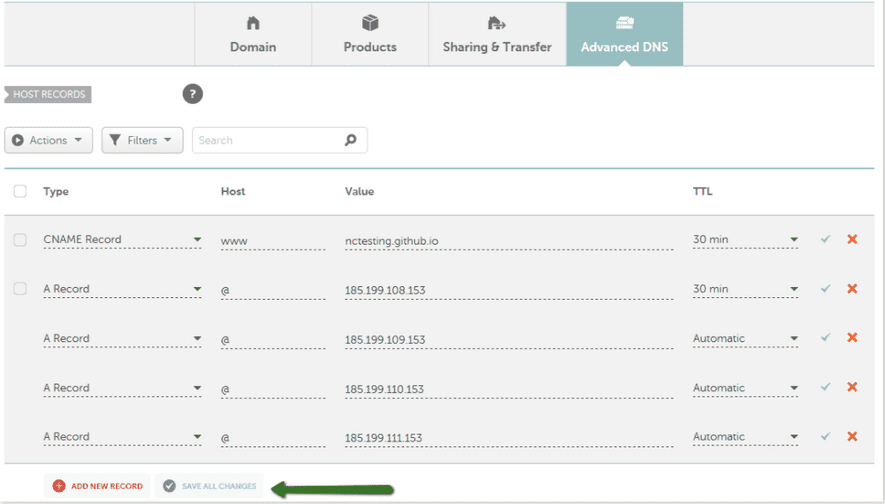 Domain Products Sharing & Transfer Advanced DNS
HOST RECORDS ?
Actions Filters Search
Type Host Value TTL
CNAME Record www nctesting.github.io 30 min
A Record @ 185.199.108.153 30 min
A Record @ 185.199.109.153 Automatic
A Record @ 185.199.110.153 Automatic
A Record @ 185.199.111.153 Automatic
ADD NEW RECORD SAVE ALL CHANGES